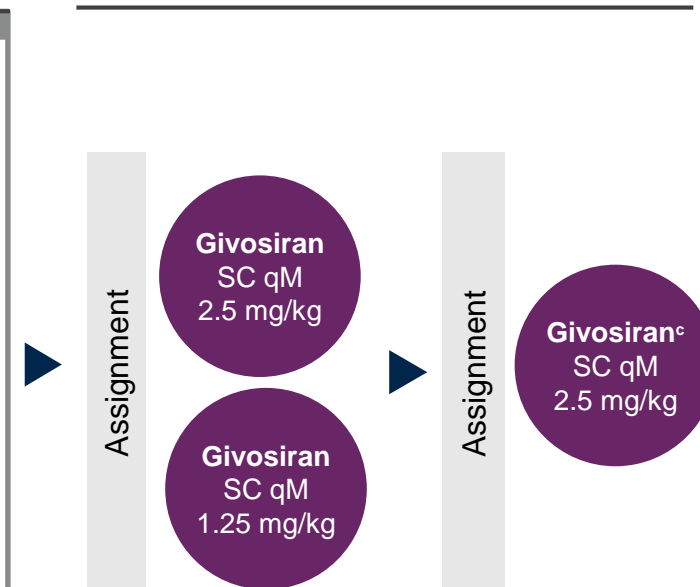 Assignment
Givosiran
SC qM
2.5 mg/kg
Givosiran
SC qM
1.25 mg/kg
Assignment
Givosiranᶜ
SC qM
2.5 mg/kg